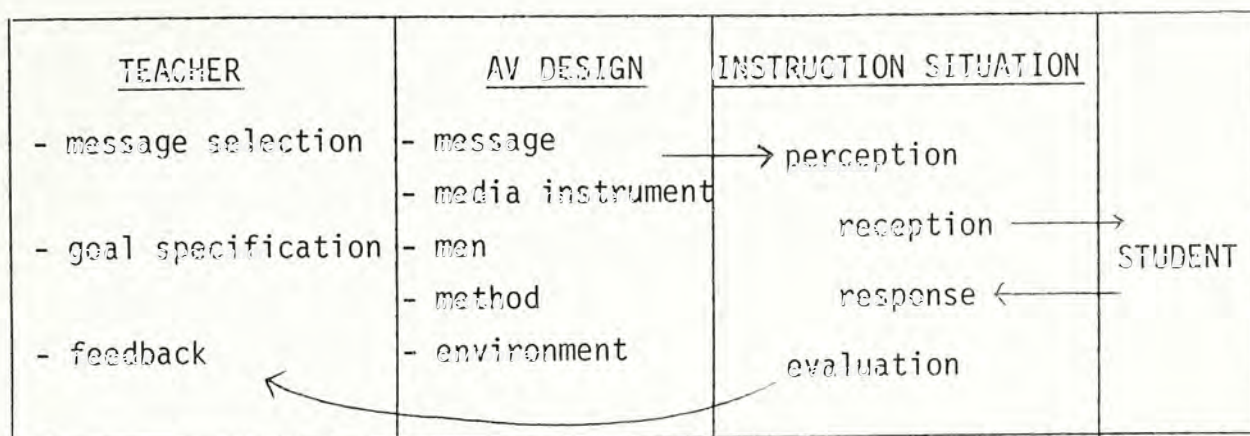 TEACHER
- message selection
- goal specification
- feedback
AV DESIGN
- message
- media instrument
- men
- method
- environment
INSTRUCTION SITUATION
perception
reception
response
evaluation
STUDENT